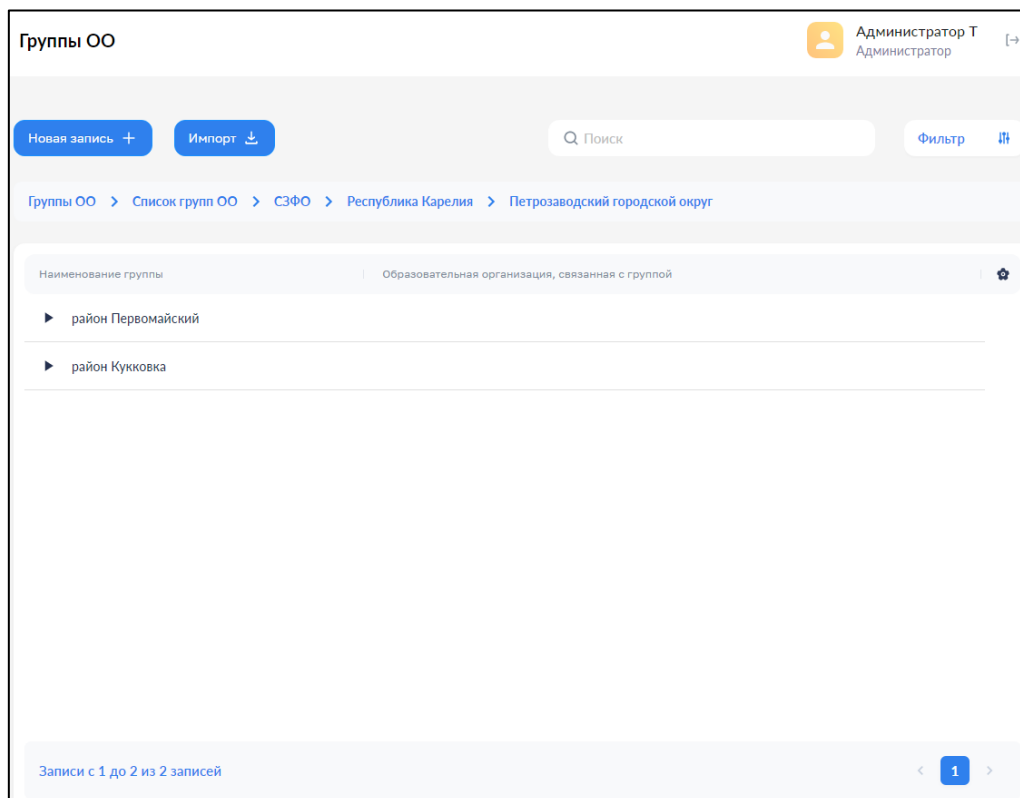 Группы ОО
Администратор Т
Администратор
Новая запись
Импорт
Поиск
Фильтр
Группы ОО > Список групп ОО > СЗФО > Республика Карелия > Петрозаводский городской округ
Наименование группы Образовательная организация, связанная с группой
район Первомайский
район Кукковка
Записи с 1 до 2 из 2 записей
1